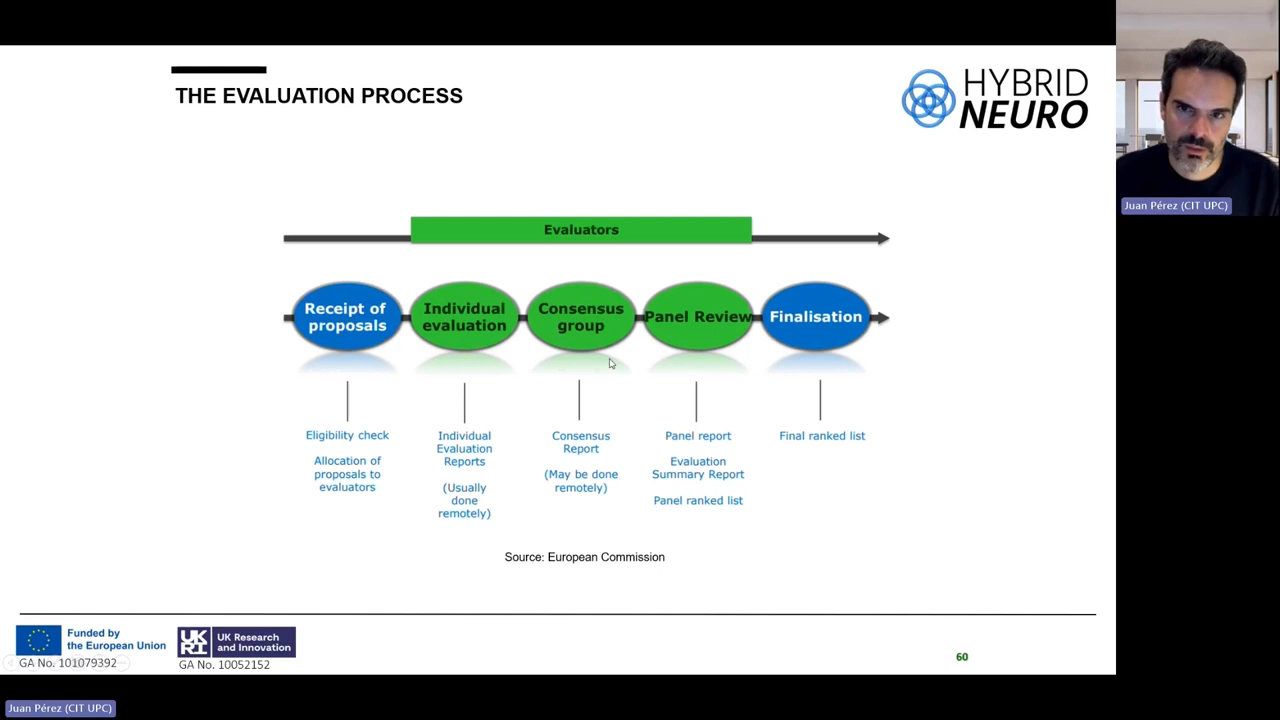 THE EVALUATION PROCESS
HYBRID
NEURO
Juan Pérez (CIT UPC)
Evaluators
Receipt of
proposals
Individual
evaluation
Consensus
group
Panel Review
Finalisation
Eligibility check
Allocation of
proposals to
evaluators
Individual
Evaluation
Reports
(Usually
done
remotely)
Consensus
Report
(May be done
remotely)
Panel report
Evaluation
Summary Report
Panel ranked list
Final ranked list
Source: European Commission
Funded by
the European Union
GA No. 101079392
UK
RI
UK Research
and Innovation
GA No. 10052152
60
Juan Pérez (CIT UPC)